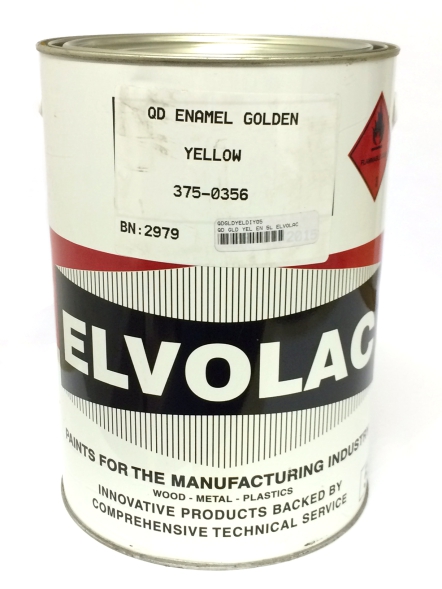 QD ENAMEL GOLDEN
YELLOW
375-0356
BN:2979
QDGLDYELDIY05
QD GLD YEL EN 5L ELVOLAC
ELVOLAC
PAINTS FOR THE MANUFACTURING INDUSTRY
WOOD - METAL - PLASTICS
INNOVATIVE PRODUCTS BACKED BY
COMPREHENSIVE TECHNICAL SERVICE